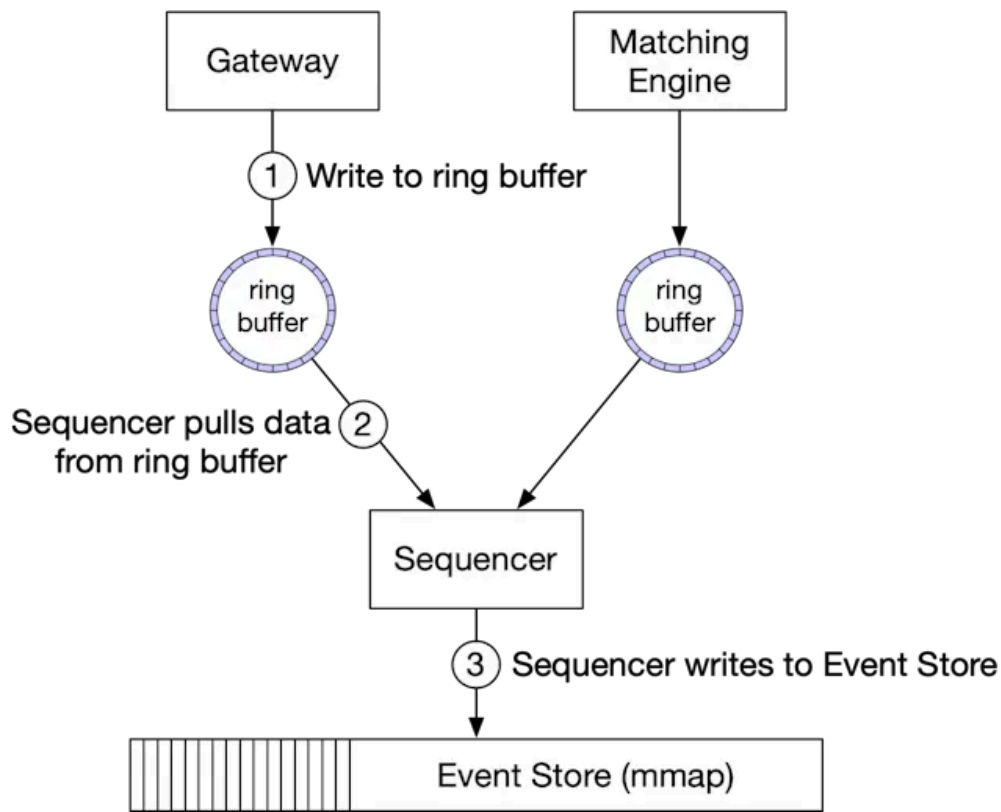 Gateway
Matching
Engine
1
Write to ring buffer
ring
buffer
ring
buffer
Sequencer pulls data
from ring buffer
2
Sequencer
3
Sequencer writes to Event Store
Event Store (mmap)